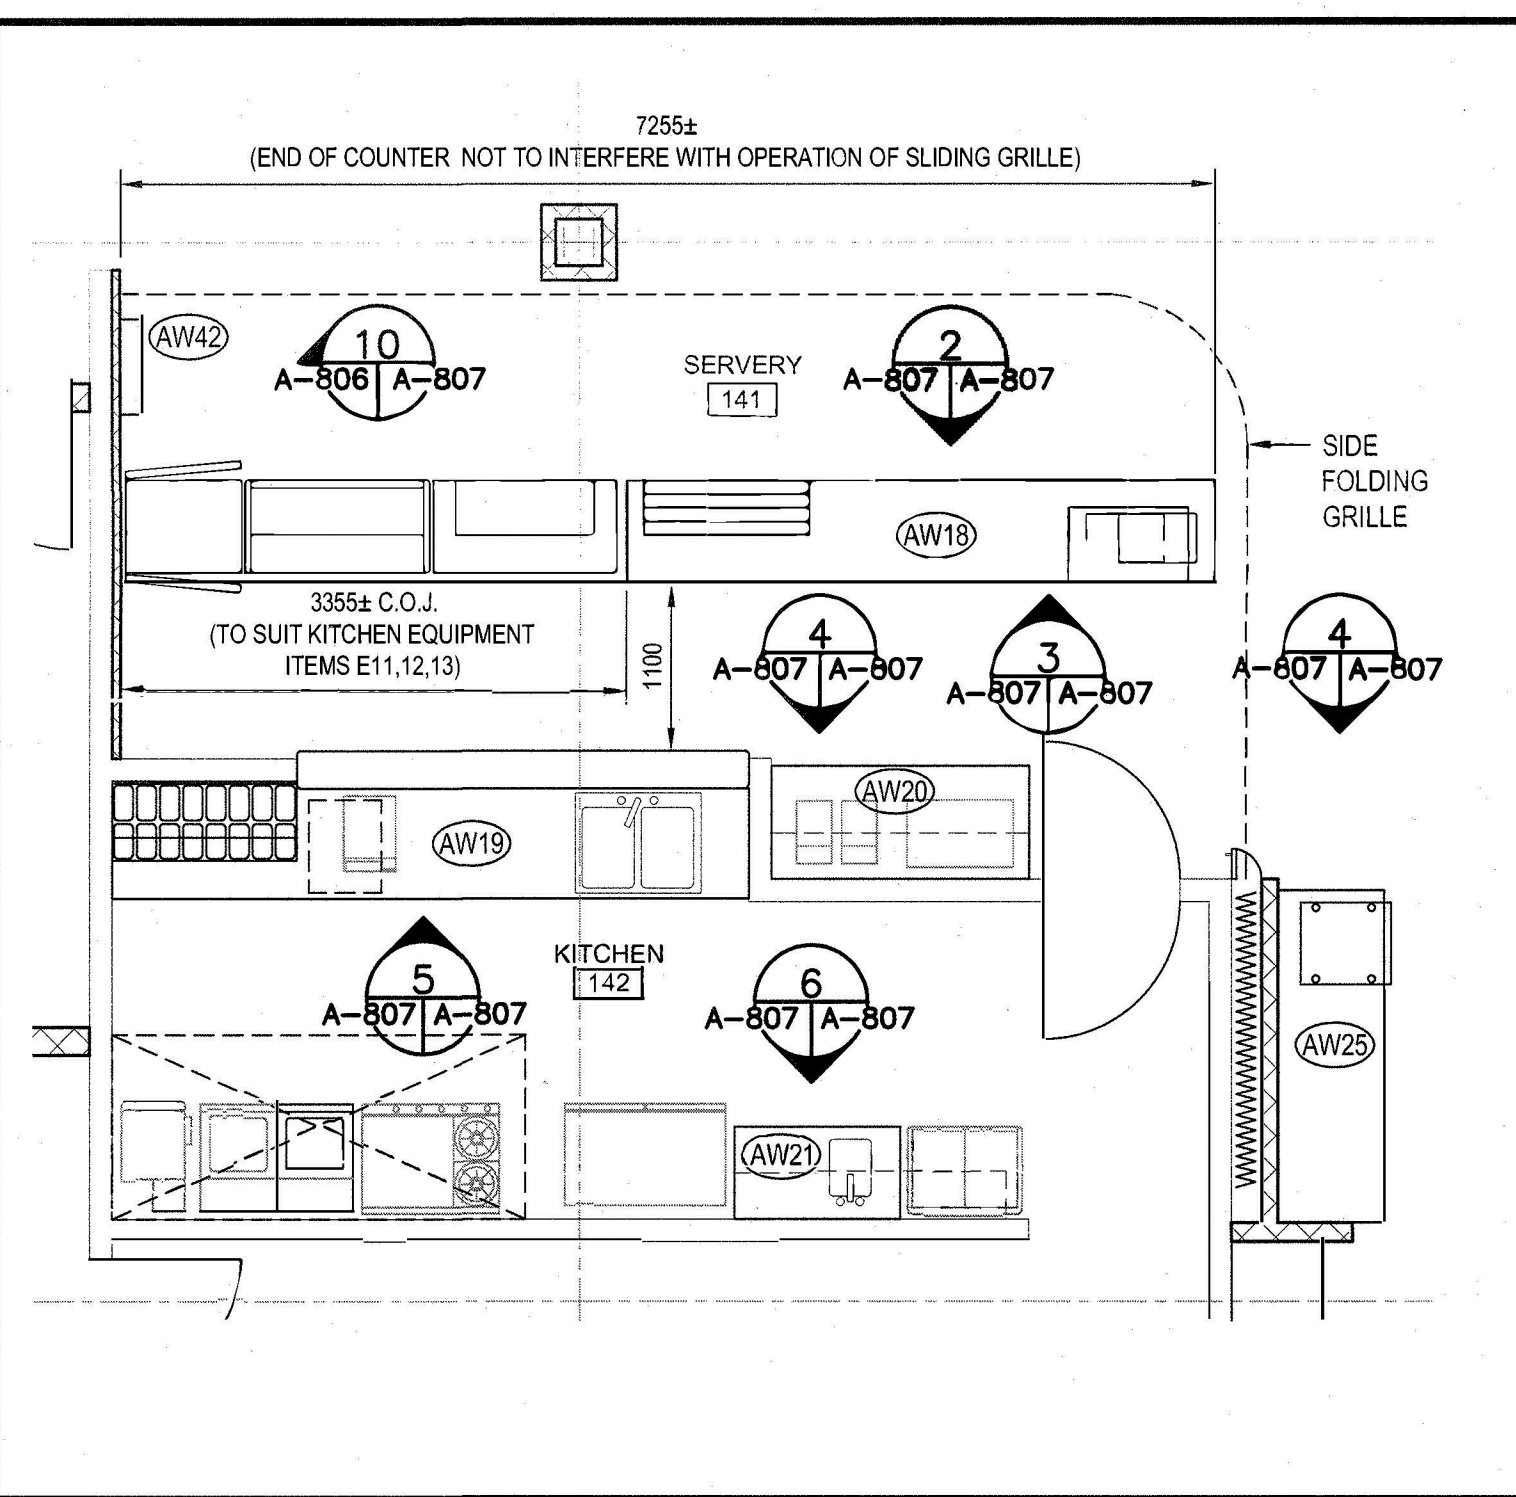 7255±
(END OF COUNTER NOT TO INTERFERE WITH OPERATION OF SLIDING GRILLE)
AW42
10
A-806 A-807
SERVERY
141
2
A-807 A-807
SIDE
FOLDING
GRILLE
AW18
3355± C.O.J.
(TO SUIT KITCHEN EQUIPMENT
ITEMS E11,12,13)
1100
4
A-807 A-807
3
A-807 A-807
4
A-807 A-807
AW20
AW19
KITCHEN
142
5
A-807 A-807
6
A-807 A-807
AW25
AW21